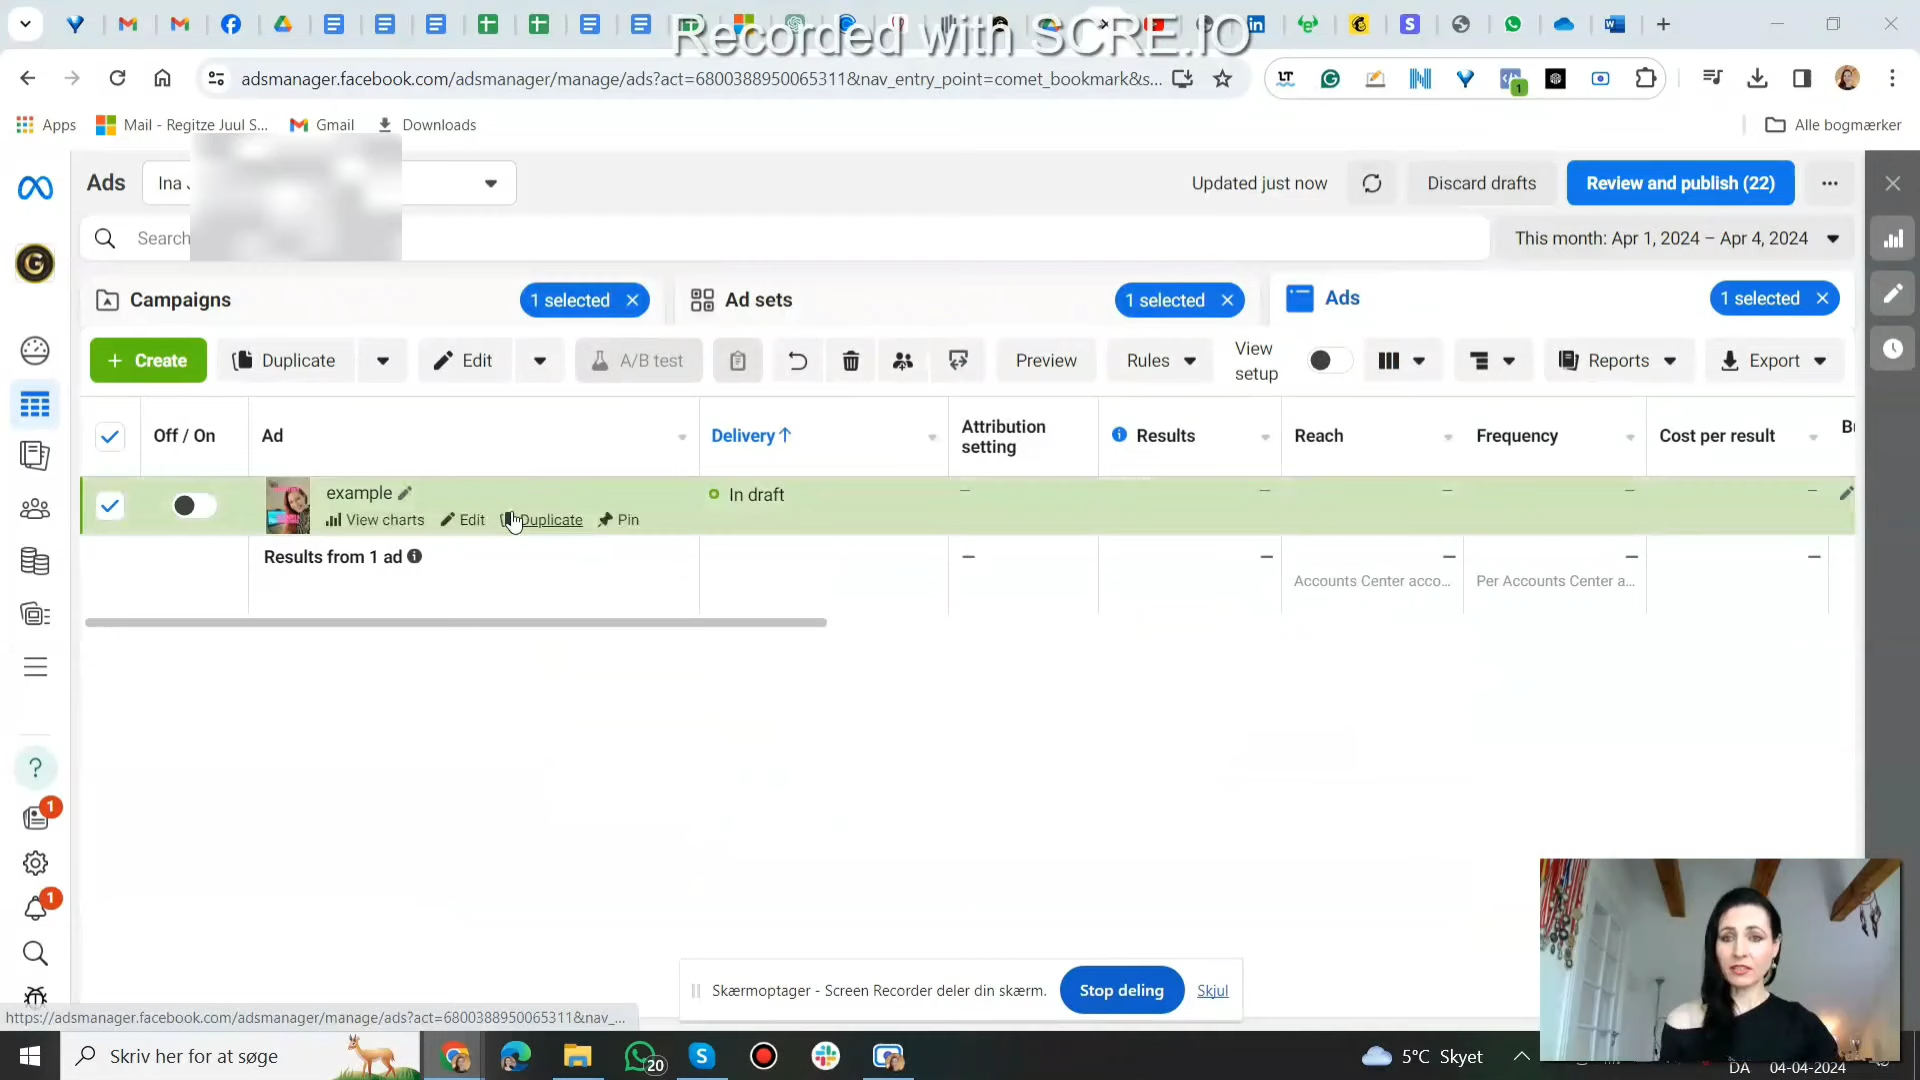 Recorded with SCRE.IO
adsmanager.facebook.com/adsmanager/manage/ads?act=6800388950065311&nav_entry_point=comet_bookmark&s...
1
Apps
Mail - Regitze Juul S...
Gmail
Downloads
Alle bogmærker
Ads
Ina
Updated just now
Discard drafts
Review and publish (22)
Search
This month: Apr 1, 2024 – Apr 4, 2024
Campaigns
1 selected
Ad sets
1 selected
Ads
1 selected
+ Create
Duplicate
Edit
A/B test
Preview
Rules
View setup
Reports
Export
Off / On
Ad
Delivery ↑
Attribution setting
Results
Reach
Frequency
Cost per result
example
In draft
View charts
Edit
Duplicate
Pin
Results from 1 ad
Accounts Center acco...
Per Accounts Center a...
1
1
Skærmoptager - Screen Recorder deler din skærm.
Stop deling
Skjul
https://adsmanager.facebook.com/adsmanager/manage/ads?act=6800388950065311&nav_...
Skriv her for at søge
20
5°C Skyet
DA
04-04-2024